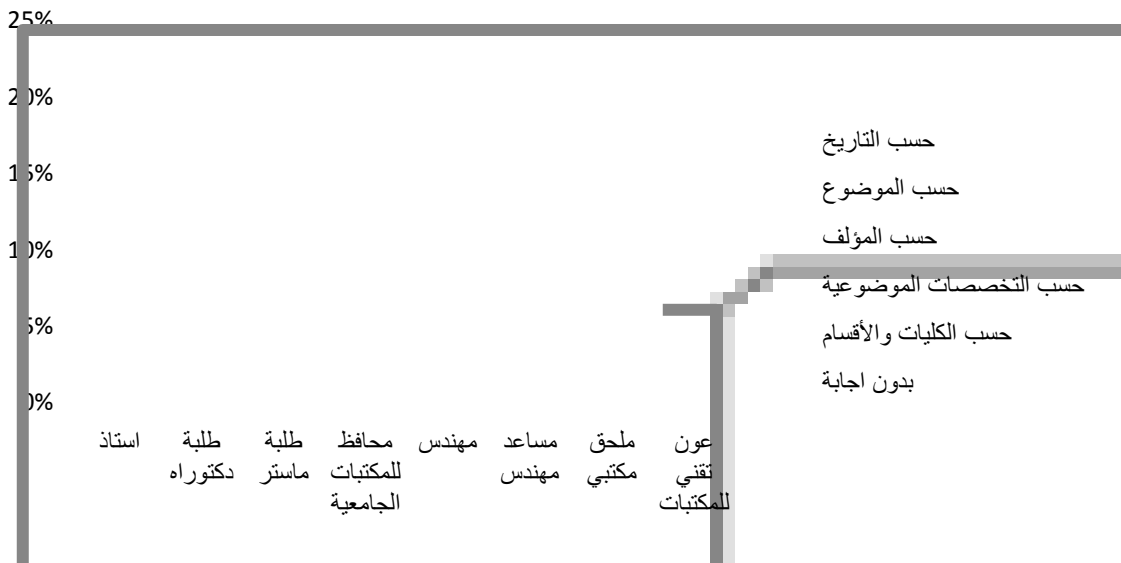 25%
20%
15%
10%
5%
0%
استاذ
طلبة
دكتوراه
طلبة
ماستر
محافظ
للمكتبات
الجامعية
مهندس
مساعد
مهندس
ملحق
مكتبي
عون
تقني
للمكتبات
حسب التاريخ
حسب الموضوع
حسب المؤلف
حسب التخصصات الموضوعية
حسب الكليات والأقسام
بدون اجابة